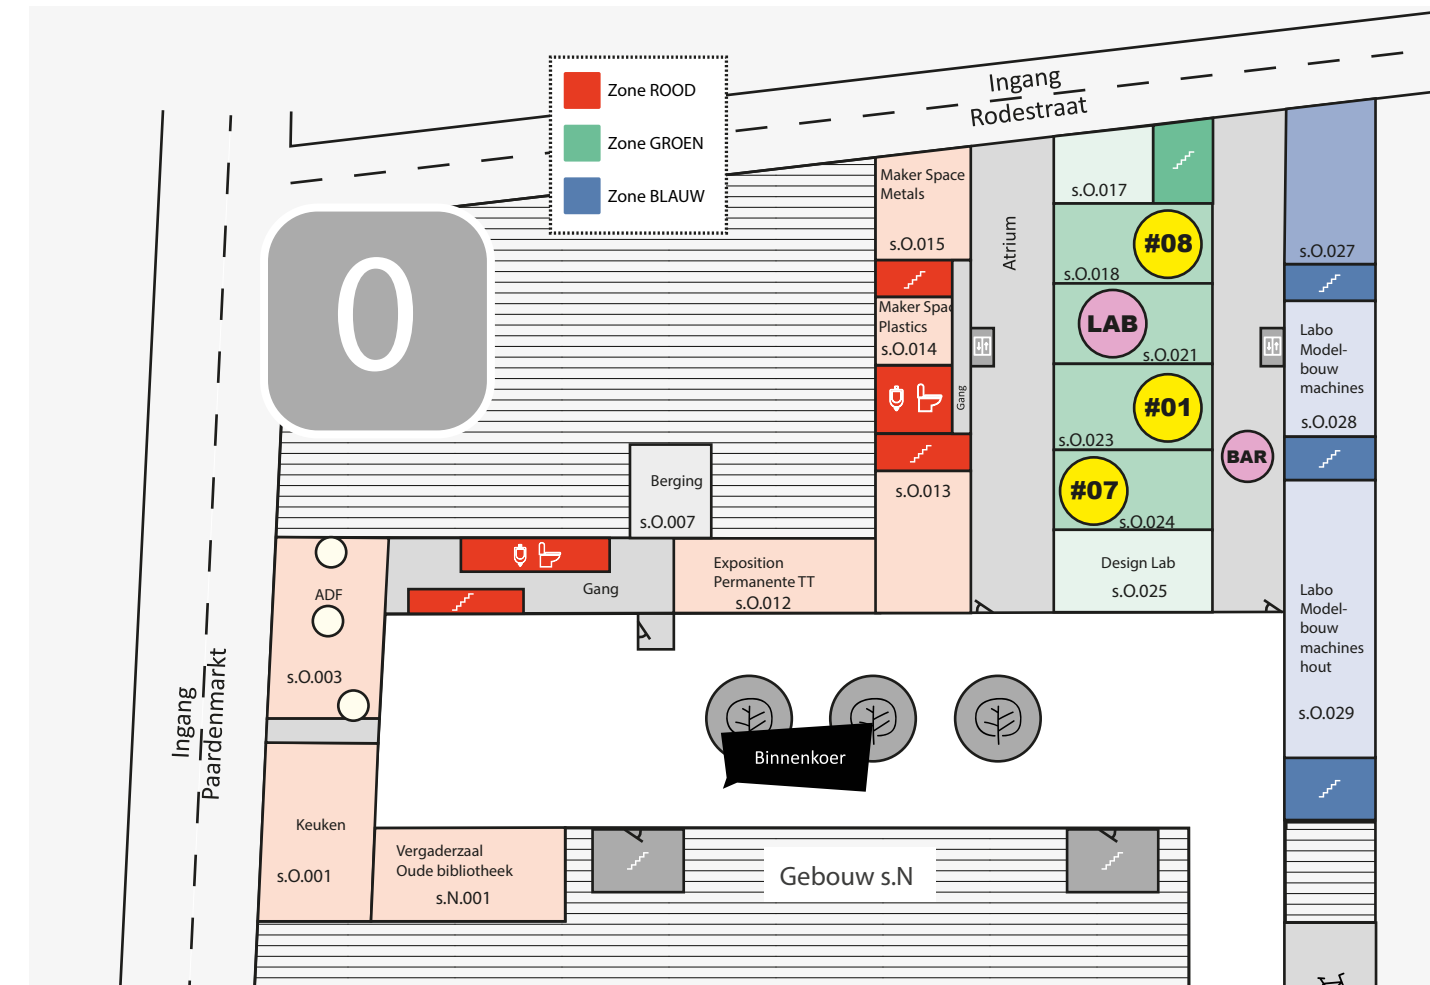 Zone ROOD
Zone GROEN
Zone BLAUW
Ingang
Rodestraat
0
Maker Space
Metals
s.O.015
Atrium
s.O.017
#08
s.O.018
LAB
s.O.021
#01
s.O.023
#07
s.O.024
Design Lab
s.O.025
BAR
s.O.027
Labo
Model-
bouw
machines
s.O.028
Labo
Model-
bouw
machines
hout
s.O.029
Maker Spac
Plastics
s.O.014
Gang
s.O.013
Berging
s.O.007
Exposition
Permanente TT
s.O.012
Gang
ADF
s.O.003
Ingang
Paardenmarkt
Keuken
s.O.001
Vergaderzaal
Oude bibliotheek
s.N.001
Binnenkoer
Gebouw s.N